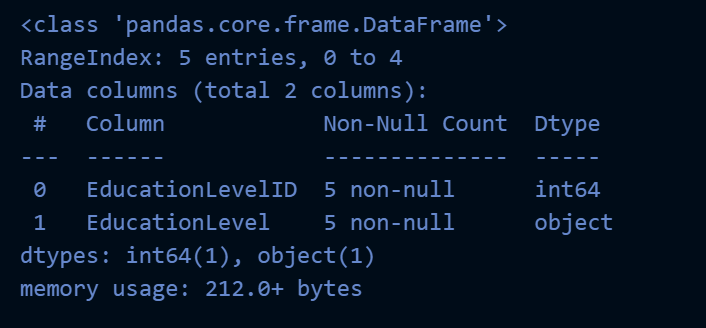 <class 'pandas.core.frame.DataFrame'>
RangeIndex: 5 entries, 0 to 4
Data columns (total 2 columns):
 #   Column            Non-Null Count  Dtype
---  ------            --------------  -----
 0   EducationLevelID  5 non-null      int64
 1   EducationLevel    5 non-null      object
dtypes: int64(1), object(1)
memory usage: 212.0+ bytes